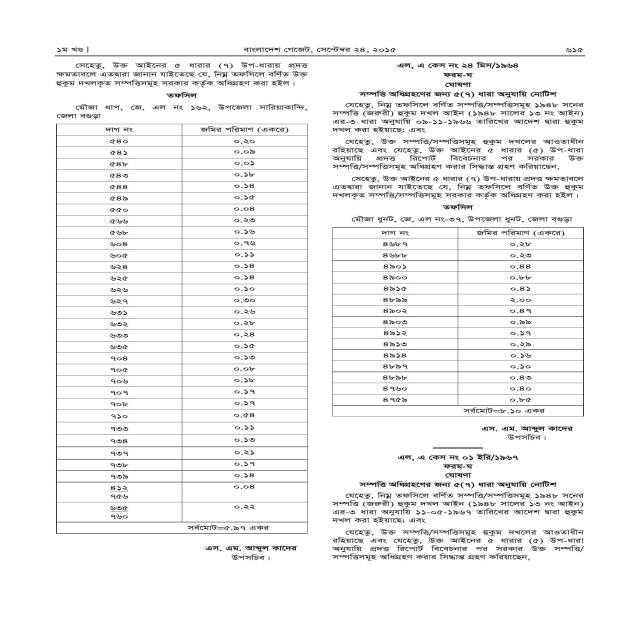 ১ম খণ্ড ]
বাংলাদেশ গেজেট, সেপ্টেম্বর ২৪, ২০১৫
৬১৫
সেহেতু, উক্ত আইনের ৫ ধারার (৭) উপ-ধারায় প্রদত্ত
ক্ষমতাবলে এতদ্বারা জানান যাইতেছে যে, নিম্ন তফসিলে বর্ণিত উক্ত
হুকুম দখলকৃত সম্পত্তিসমূহ সরকার কর্তৃক অধিগ্রহণ করা হইল।
তফসিল
মৌজা ধাপ, জে, এল নং ১৬২, উপজেলা সারিয়াকান্দি,
জেলা বগুড়া
দাগ নং জমির পরিমাণ (একরে)
৫৪০ ০.২০
৫৪১ ০.০৯
৫৪৮ ০.০১
৫৪৩ ০.১৮
৫৪৪ ০.১৪
৫৪৯ ০.১৫
৫৫০ ০.০৪
৫৬৬ ০.২৩
৫৬৮ ০.১৬
৬০৪ ০.৭৬
৬০৫ ০.১১
৬২৪ ০.১৪
৬২৫ ০.১৪
৬২৬ ০.১০
৬২৭ ০.৩০
৬৩১ ০.২৬
৬৩২ ০.২৮
৬৩৩ ০.২৪
৬৩৫ ০.১৫
৭০৪ ০.১৩
৭০৫ ০.০৮
৭০৬ ০.১৮
৭০৭ ০.১৭
৭০৮ ০.১৭
৭১০ ০.৫৪
৭৩৩ ০.১১
৭৩৪ ০.১৩
৭৩৭ ০.২১
৭৩৮ ০.১৭
৭৩৯ ০.১৪
৪১২ ০.০৪
৭৫৬
৬৩৫ ০.২২
৭৬০
সর্বমোট=৫.৯৭ একর
এস. এম. আব্দুল কাদের
উপসচিব।
এল, এ কেস নং ২৪ মিস/১৯৬৪
ফরম-ঘ
ঘোষণা
সম্পত্তি অধিগ্রহণের জন্য ৫(৭) ধারা অনুযায়ি নোটিশ
যেহেতু, নিম্ন তফসিলে বর্ণিত সম্পত্তি/সম্পত্তিসমূহ ১৯৪৮ সনের
সম্পত্তি (জরুরী) হুকুম দখল আইন (১৯৪৮ সালের ১৩ নং আইন)
এর-৩ ধারা অনুযায়ি ০৯-১১-১৯৬৬ তারিখের আদেশ দ্বারা হুকুম
দখল করা হইয়াছে; এবং
যেহেতু, উক্ত সম্পত্তি/সম্পত্তিসমূহ হুকুম দখলের আওতাধীন
রহিয়াছে এবং যেহেতু, উক্ত আইনের ৫ ধারার (৫) উপ-ধারা
অনুযায়ি প্রদত্ত রিপোর্ট বিবেচনার পর সরকার উক্ত
সম্পত্তি/সম্পত্তিসমূহ অধিগ্রহণ করার সিদ্ধান্ত গ্রহণ করিয়াছেন,
সেহেতু, উক্ত আইনের ৫ ধারার (৭) উপ-ধারায় প্রদত্ত ক্ষমতাবলে
এতদ্বারা জানান যাইতেছে যে, নিম্ন তফসিলে বর্ণিত উক্ত হুকুম
দখলকৃত সম্পত্তি/সম্পত্তিসমূহ সরকার কর্তৃক অধিগ্রহণ করা হইল।
তফসিল
মৌজা ধুনট, জে, এল নং-৩৭, উপজেলা ধুনট, জেলা বগুড়া
দাগ নং জমির পরিমাণ (একরে)
৪৬৮৭ ০.২৮
৪৬৮৮ ০.২৩
৪৯০১ ০.৪৪
৪৯০০ ০.৮৮
৪৯১৫ ০.৪১
৪৮৯৯ ২.০০
৪৯০২ ০.৪৭
৪৯০৩ ০.৯৯
৪৯১২ ০.১৭
৪৯১৩ ০.২৯
৪৯১৪ ০.১৬
৪৮৯৭ ০.১০
৪৮৯৮ ০.৪৩
৪৭৬০ ০.৪০
৪৭৫৯ ০.৮৫
সর্বমোট=৮.১০ একর
এস. এম. আব্দুল কাদের
উপসচিব।
এল, এ কেস নং ০১ ইরি/১৯৬৭
ফরম-ঘ
ঘোষণা
সম্পত্তি অধিগ্রহণের জন্য ৫(৭) ধারা অনুযায়ি নোটিশ
যেহেতু, নিম্ন তফসিলে বর্ণিত সম্পত্তি/সম্পত্তিসমূহ ১৯৪৮ সনের
সম্পত্তি (জরুরী) হুকুম দখল আইন (১৯৪৮ সালের ১৩ নং আইন)
এর-৩ ধারা অনুযায়ি ১১-০৫-১৯৬৭ তারিখের আদেশ দ্বারা হুকুম
দখল করা হইয়াছে; এবং
যেহেতু, উক্ত সম্পত্তি/সম্পত্তিসমূহ হুকুম দখলের আওতাধীন
রহিয়াছে এবং যেহেতু, উক্ত আইনের ৫ ধারার (৫) উপ-ধারা
অনুযায়ি প্রদত্ত রিপোর্ট বিবেচনার পর সরকার উক্ত সম্পত্তি/
সম্পত্তিসমূহ অধিগ্রহণ করার সিদ্ধান্ত গ্রহণ করিয়াছেন,